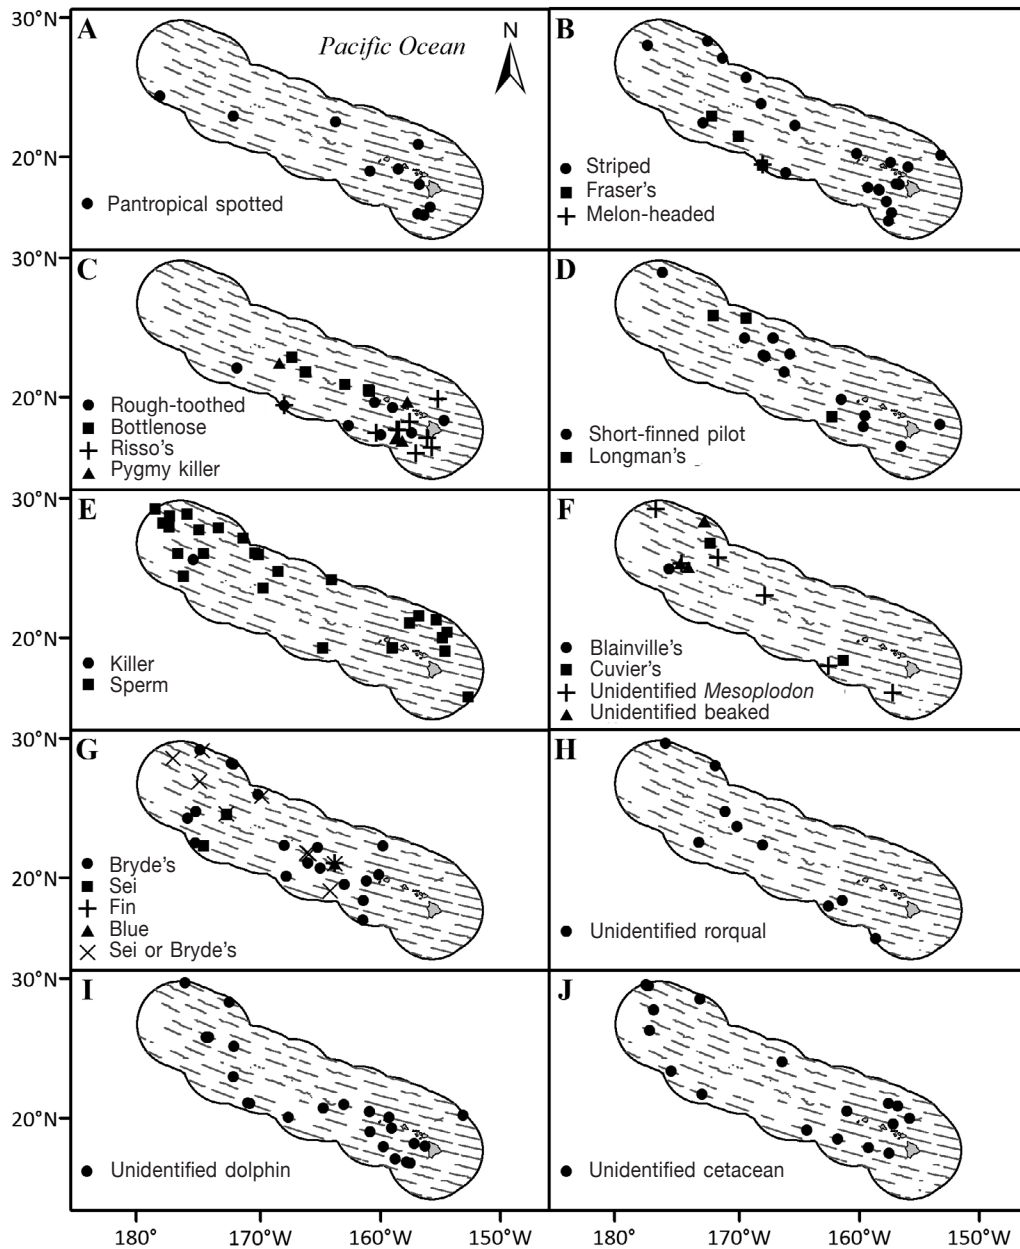 30°N
A
Pacific Ocean
N
20°N
Pantropical spotted
B
Striped
Fraser's
Melon-headed
30°N
C
20°N
Rough-toothed
Bottlenose
Risso's
Pygmy killer
D
Short-finned pilot
Longman's
30°N
E
20°N
Killer
Sperm
F
Blainville's
Cuvier's
Unidentified Mesoplodon
Unidentified beaked
30°N
G
20°N
Bryde's
Sei
Fin
Blue
Sei or Bryde's
H
Unidentified rorqual
30°N
I
20°N
Unidentified dolphin
J
Unidentified cetacean
180° 170°W 160°W 150°W 180° 170°W 160°W 150°W